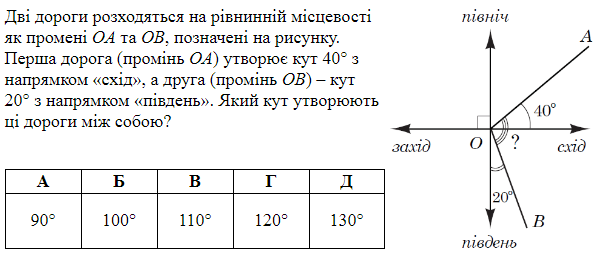 Дві дороги розходяться на рівнинній місцевості
як промені OA та OB, позначені на рисунку.
Перша дорога (промінь OA) утворює кут 40° з
напрямком «схід», а друга (промінь OB) – кут
20° з напрямком «південь». Який кут утворюють
ці дороги між собою?
А Б В Г Д
90° 100° 110° 120° 130°
північ
A
40°
захід O ? схід
20°
B
південь